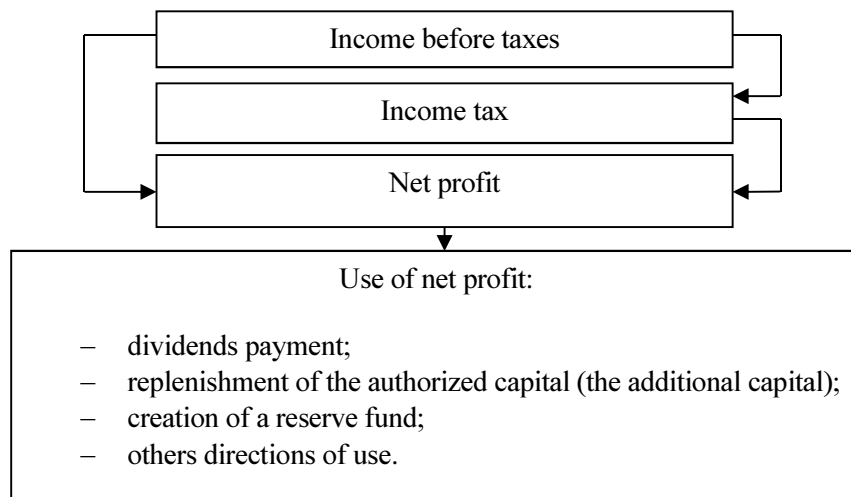 Income before taxes
Income tax
Net profit
Use of net profit:
– dividends payment;
– replenishment of the authorized capital (the additional capital);
– creation of a reserve fund;
– others directions of use.